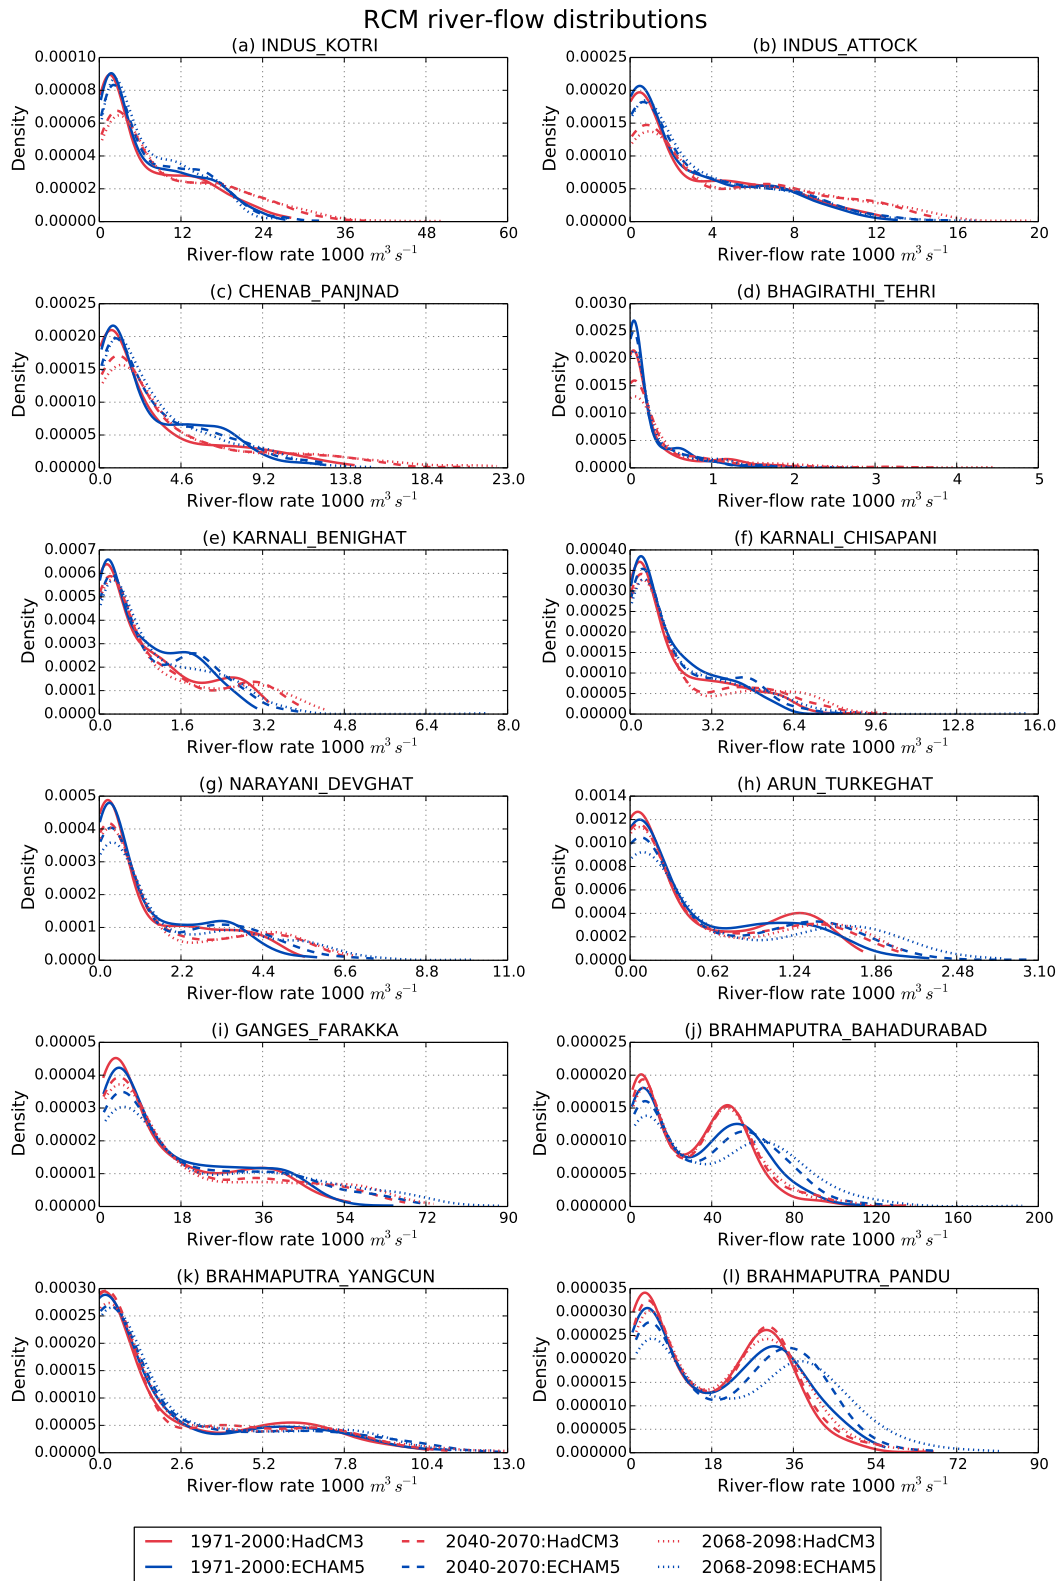 RCM river-flow distributions
(a) INDUS_KOTRI
0.00010
0.00008
0.00006
0.00004
0.00002
0.00000
Density
0 12 24 36 48 60
River-flow rate 1000 m³ s⁻¹
(b) INDUS_ATTOCK
0.00025
0.00020
0.00015
0.00010
0.00005
0.00000
Density
0 4 8 12 16 20
River-flow rate 1000 m³ s⁻¹
(c) CHENAB_PANJNAD
0.00025
0.00020
0.00015
0.00010
0.00005
0.00000
Density
0.0 4.6 9.2 13.8 18.4 23.0
River-flow rate 1000 m³ s⁻¹
(d) BHAGIRATHI_TEHRI
0.0030
0.0025
0.0020
0.0015
0.0010
0.0005
0.0000
Density
0 1 2 3 4 5
River-flow rate 1000 m³ s⁻¹
(e) KARNALI_BENIGHAT
0.0007
0.0006
0.0005
0.0004
0.0003
0.0002
0.0001
0.0000
Density
0.0 1.6 3.2 4.8 6.4 8.0
River-flow rate 1000 m³ s⁻¹
(f) KARNALI_CHISAPANI
0.00040
0.00035
0.00030
0.00025
0.00020
0.00015
0.00010
0.00005
0.00000
Density
0.0 3.2 6.4 9.6 12.8 16.0
River-flow rate 1000 m³ s⁻¹
(g) NARAYANI_DEVGHAT
0.0005
0.0004
0.0003
0.0002
0.0001
0.0000
Density
0.0 2.2 4.4 6.6 8.8 11.0
River-flow rate 1000 m³ s⁻¹
(h) ARUN_TURKEGHAT
0.0014
0.0012
0.0010
0.0008
0.0006
0.0004
0.0002
0.0000
Density
0.00 0.62 1.24 1.86 2.48 3.10
River-flow rate 1000 m³ s⁻¹
(i) GANGES_FARAKKA
0.00005
0.00004
0.00003
0.00002
0.00001
0.00000
Density
0 18 36 54 72 90
River-flow rate 1000 m³ s⁻¹
(j) BRAHMAPUTRA_BAHADURABAD
0.000025
0.000020
0.000015
0.000010
0.000005
0.000000
Density
0 40 80 120 160 200
River-flow rate 1000 m³ s⁻¹
(k) BRAHMAPUTRA_YANGCUN
0.00030
0.00025
0.00020
0.00015
0.00010
0.00005
0.00000
Density
0.0 2.6 5.2 7.8 10.4 13.0
River-flow rate 1000 m³ s⁻¹
(l) BRAHMAPUTRA_PANDU
0.000035
0.000030
0.000025
0.000020
0.000015
0.000010
0.000005
0.000000
Density
0 18 36 54 72 90
River-flow rate 1000 m³ s⁻¹
1971-2000:HadCM3 2040-2070:HadCM3 2068-2098:HadCM3
1971-2000:ECHAM5 2040-2070:ECHAM5 2068-2098:ECHAM5